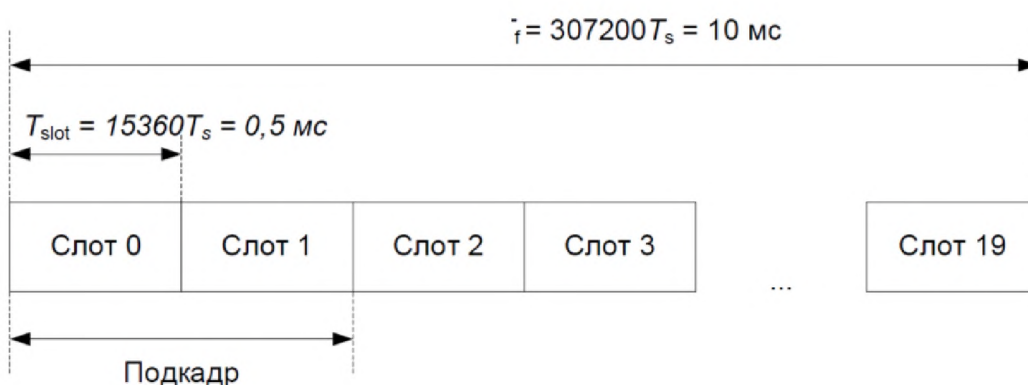 f = 307200Ts = 10 мс
Tslot = 15360Ts = 0,5 мс
Слот 0 Слот 1 Слот 2 Слот 3 ... Слот 19
Подкадр